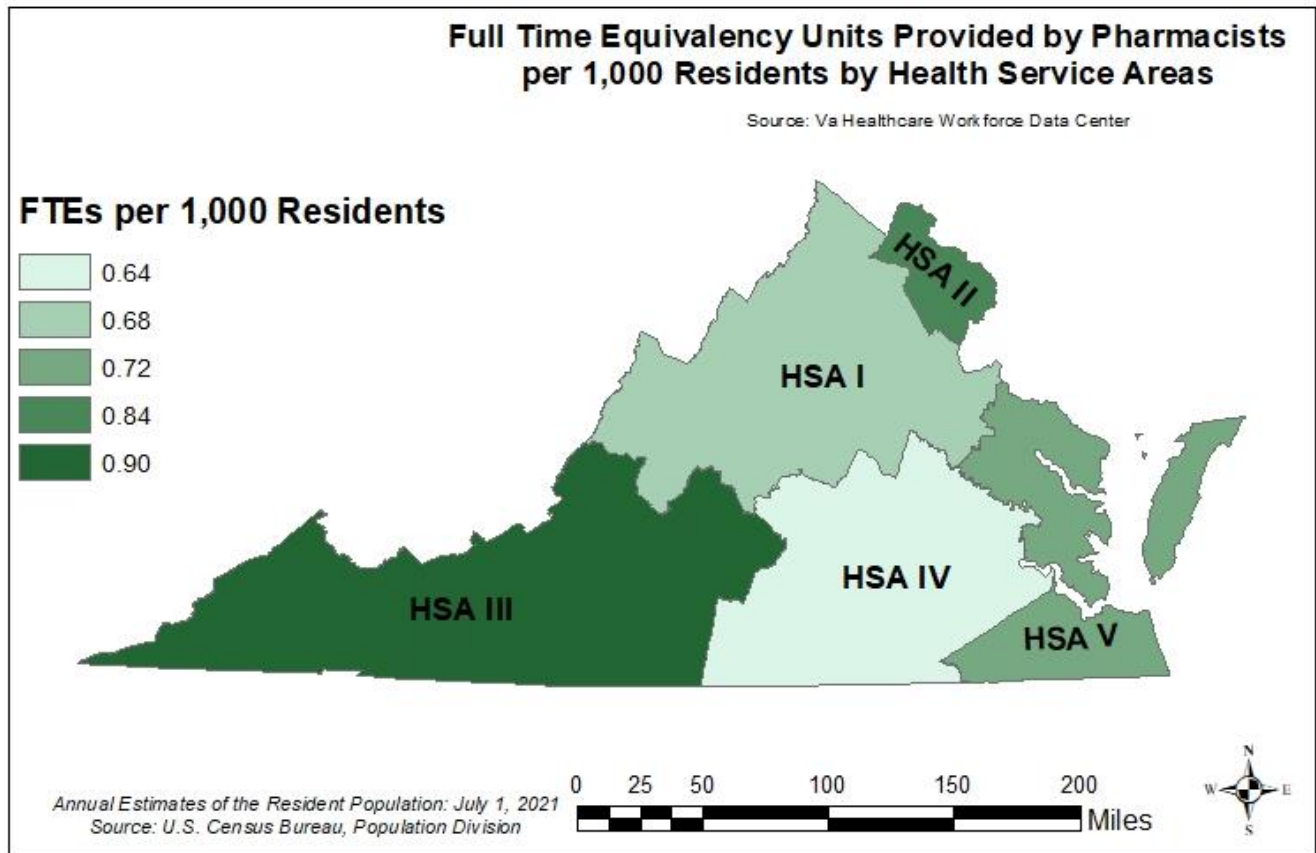 Full Time Equivalency Units Provided by Pharmacists
per 1,000 Residents by Health Service Areas
Source: Va Healthcare Workforce Data Center
FTEs per 1,000 Residents
0.64
0.68
0.72
0.84
0.90
HSA II
HSA I
HSA III
HSA IV
HSA V
Annual Estimates of the Resident Population: July 1, 2021
Source: U.S. Census Bureau, Population Division
0 25 50 100 150 200
Miles
N
W E
S